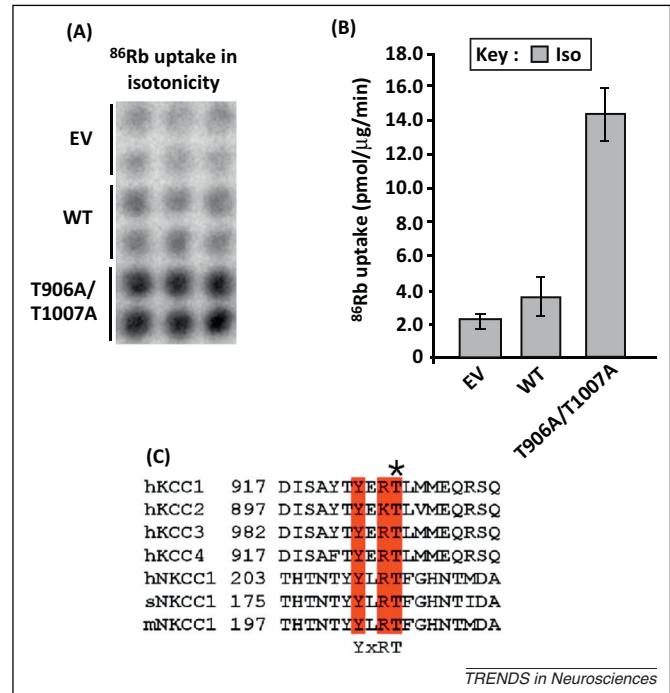 (A)
⁸⁶Rb uptake in
isotonicity
EV
WT
T906A/
T1007A
(B)
Key : Iso
⁸⁶Rb uptake (pmol/μg/min)
18.0
16.0
14.0
12.0
10.0
8.0
6.0
4.0
2.0
0
EV
WT
T906A/T1007A
(C)
*
hKCC1 917 DISAYTYERTLMMEQRSQ
hKCC2 897 DISAYTYEKTLVMEQRSQ
hKCC3 982 DISAYTYERTLMMEQRSQ
hKCC4 917 DISAFTYERTLMMEQRSQ
hNKCC1 203 THTNTYYLRTFGHNTMDA
sNKCC1 175 THTNTYYLRTFGHNTIDA
mNKCC1 197 THTNTYYLRTFGHNTMDA
YxRT
TRENDS in Neurosciences